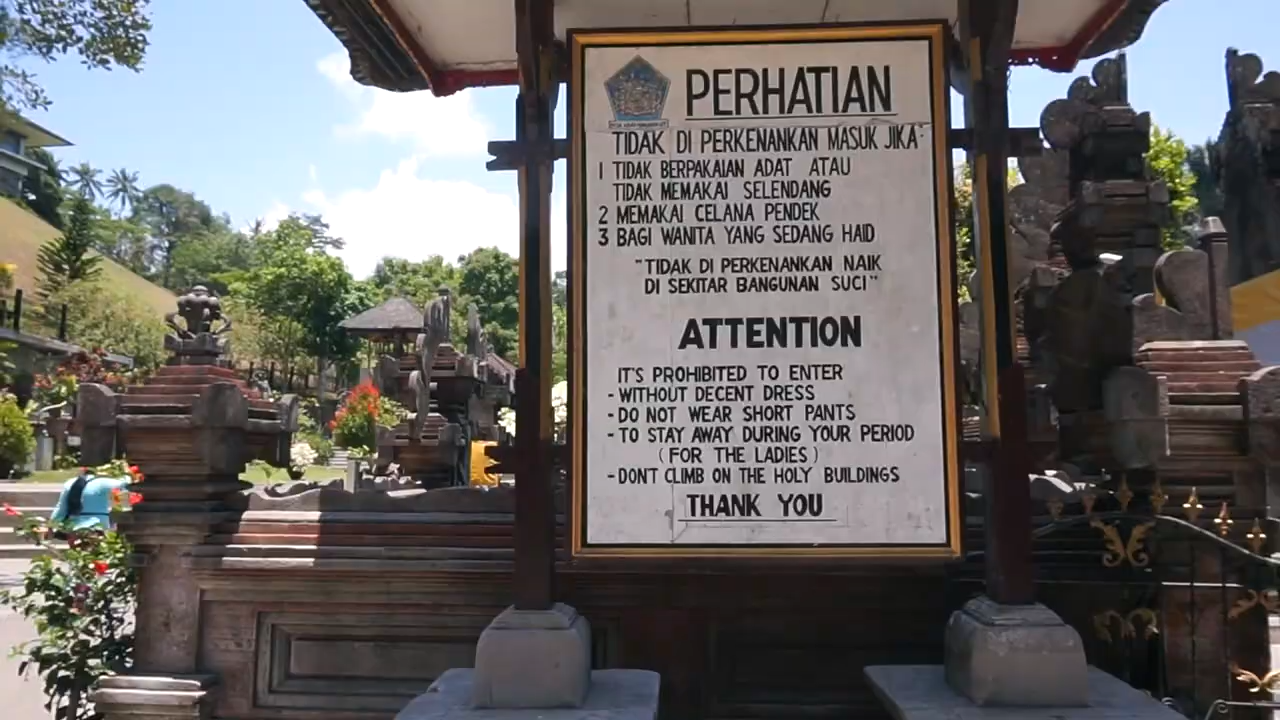 PERHATIAN
TIDAK DI PERKENANKAN MASUK JIKA
1 TIDAK BERPAKAIAN ADAT ATAU
TIDAK MEMAKAI SELENDANG
2 MEMAKAI CELANA PENDEK
3 BAGI WANITA YANG SEDANG HAID
"TIDAK DI PERKENANKAN NAIK
DI SEKITAR BANGUNAN SUCI"
ATTENTION
IT'S PROHIBITED TO ENTER
- WITHOUT DECENT DRESS
- DO NOT WEAR SHORT PANTS
- TO STAY AWAY DURING YOUR PERIOD
(FOR THE LADIES)
- DON'T CLIMB ON THE HOLY BUILDINGS
THANK YOU